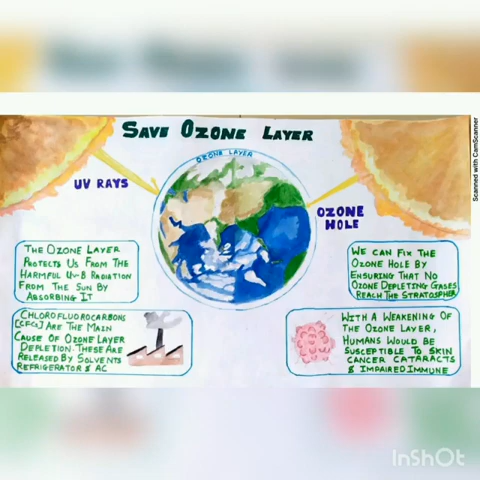 SAVE OZONE LAYER
OZONE LAYER
UV RAYS
OZONE
HOLE
THE OZONE LAYER
PROTECTS US FROM THE
HARMFUL U-B RADIATION
FROM THE SUN BY
ABSORBING IT
WE CAN FIX THE
OZONE HOLE BY
ENSURING THAT NO
OZONE DEPLETING GASES
REACH THE STRATOSPHER
CHLOROFLUROCARBONS
[CFCs] ARE THE MAIN
CAUSE OF OZONE LAYER
DEPLETION. THESE ARE
RELEASED BY SOLVENTS
REFRIGERATOR & AC
WITH A WEAKENING OF
THE OZONE LAYER,
HUMANS WOULD BE
SUSCEPTIBLE TO SKIN
CANCER CATARACTS
& IMPAIRED IMMUNE
Scanned with CamScanner
InShOt